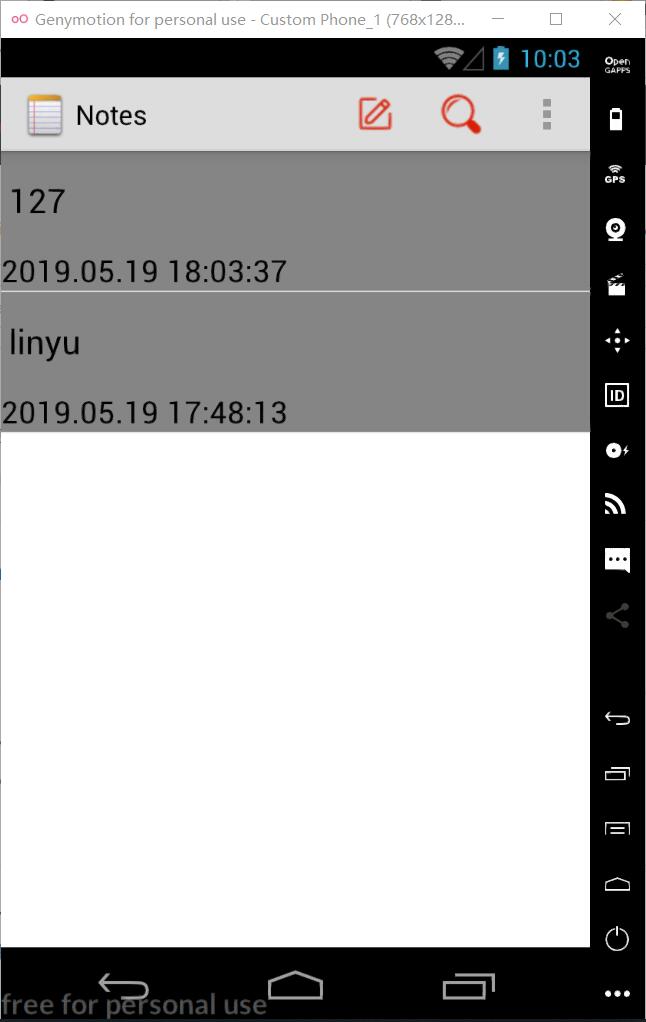 Genymotion for personal use - Custom Phone_1 (768x128...
10:03
Open
GAPPS
Notes
GPS
127
2019.05.19 18:03:37
linyu
ID
2019.05.19 17:48:13
free for personal use